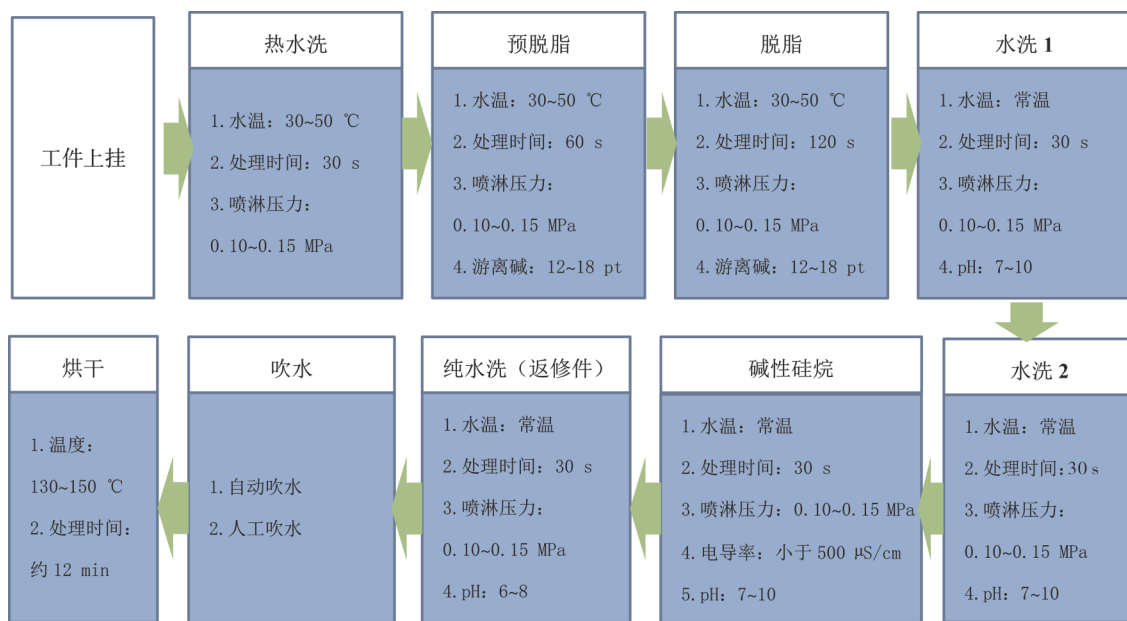 工件上挂
热水洗
1.水温：30~50 ℃
2.处理时间：30 s
3.喷淋压力：
0.10~0.15 MPa
预脱脂
1.水温：30~50 ℃
2.处理时间：60 s
3.喷淋压力：
0.10~0.15 MPa
4.游离碱：12~18 pt
脱脂
1.水温：30~50 ℃
2.处理时间：120 s
3.喷淋压力：
0.10~0.15 MPa
4.游离碱：12~18 pt
水洗 1
1.水温：常温
2.处理时间：30 s
3.喷淋压力：
0.10~0.15 MPa
4.pH：7~10
水洗 2
1.水温：常温
2.处理时间:30 s
3.喷淋压力：
0.10~0.15 MPa
4.pH：7~10
碱性硅烷
1.水温：常温
2.处理时间：30 s
3.喷淋压力：0.10~0.15 MPa
4.电导率：小于 500 μS/cm
5.pH：7~10
纯水洗（返修件）
1.水温：常温
2.处理时间：30 s
3.喷淋压力：
0.10~0.15 MPa
4.pH：6~8
吹水
1.自动吹水
2.人工吹水
烘干
1.温度：
130~150 ℃
2.处理时间：
约 12 min